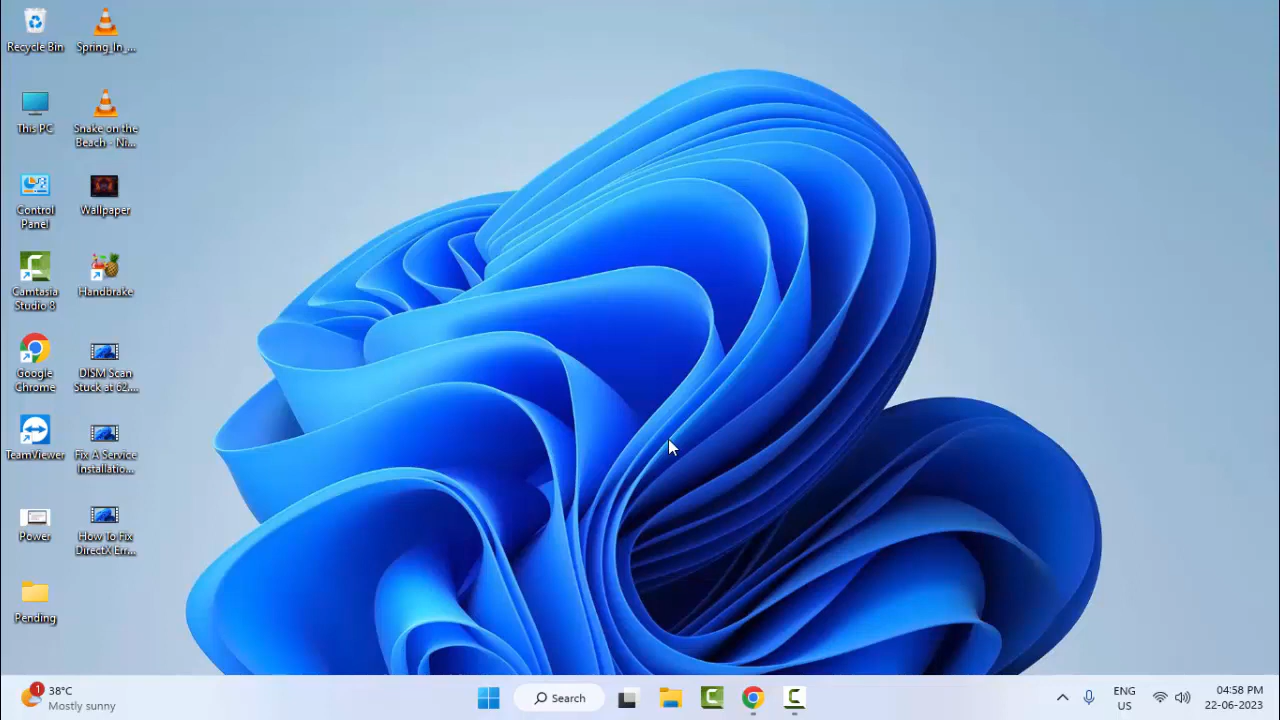 Recycle Bin
Spring_In_...
This PC
Snake on the
Beach - Ni...
Control
Panel
Wallpaper
Camtasia
Studio 8
Handbrake
Google
Chrome
DISM Scan
Stuck at 62....
TeamViewer
Fix A Service
Installatio...
Power
How To Fix
DirectX Err...
Pending
1
38°C
Mostly sunny
Search
ENG
US
04:58 PM
22-06-2023